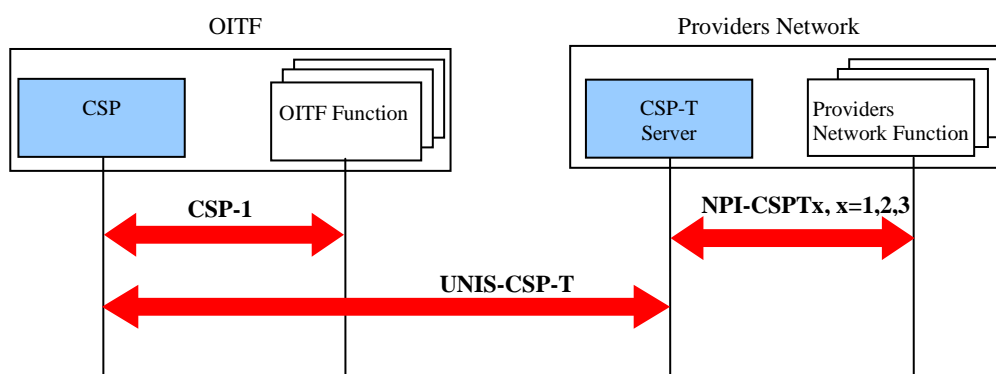 OITF
Providers Network
CSP
OITF Function
CSP-T
Server
Providers
Network Function
CSP-1
NPI-CSPTx, x=1,2,3
UNIS-CSP-T